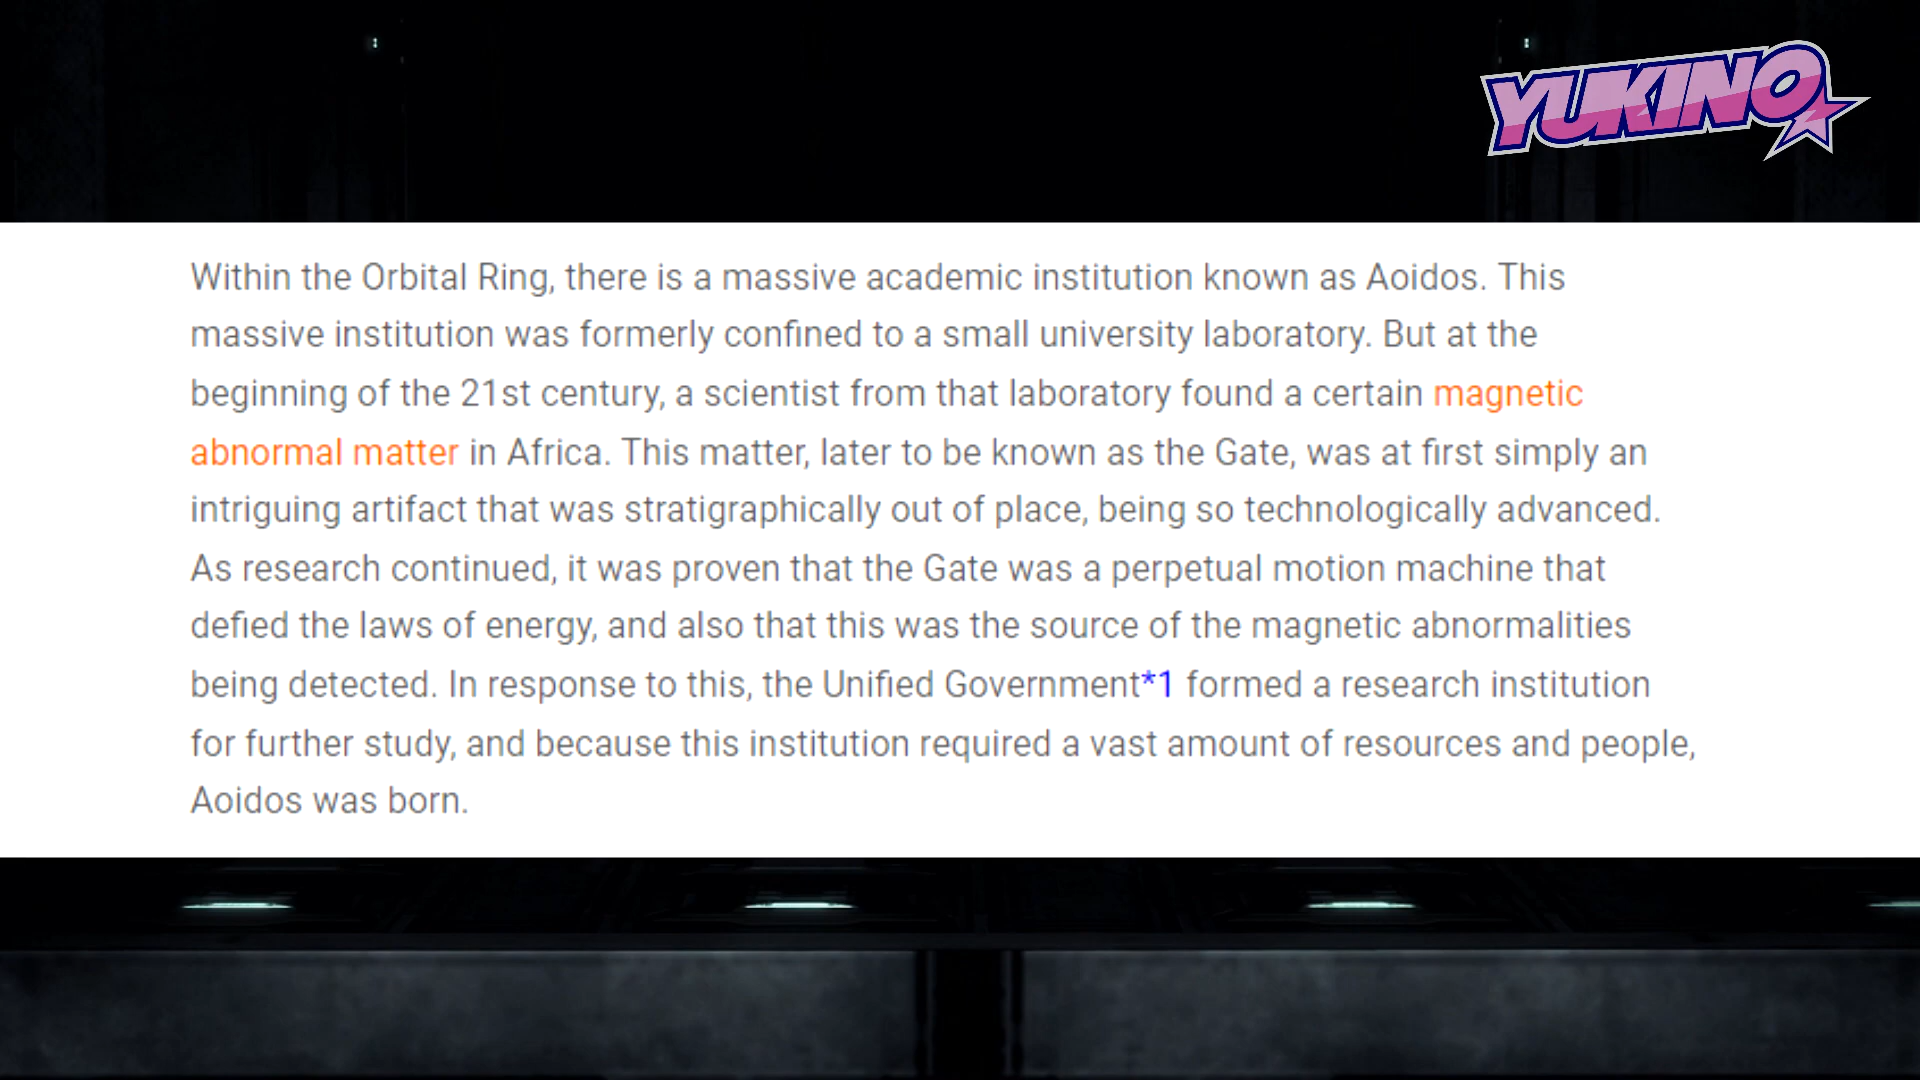 YUKINO
Within the Orbital Ring, there is a massive academic institution known as Aoidos. This
massive institution was formerly confined to a small university laboratory. But at the
beginning of the 21st century, a scientist from that laboratory found a certain magnetic
abnormal matter in Africa. This matter, later to be known as the Gate, was at first simply an
intriguing artifact that was stratigraphically out of place, being so technologically advanced.
As research continued, it was proven that the Gate was a perpetual motion machine that
defied the laws of energy, and also that this was the source of the magnetic abnormalities
being detected. In response to this, the Unified Government*1 formed a research institution
for further study, and because this institution required a vast amount of resources and people,
Aoidos was born.